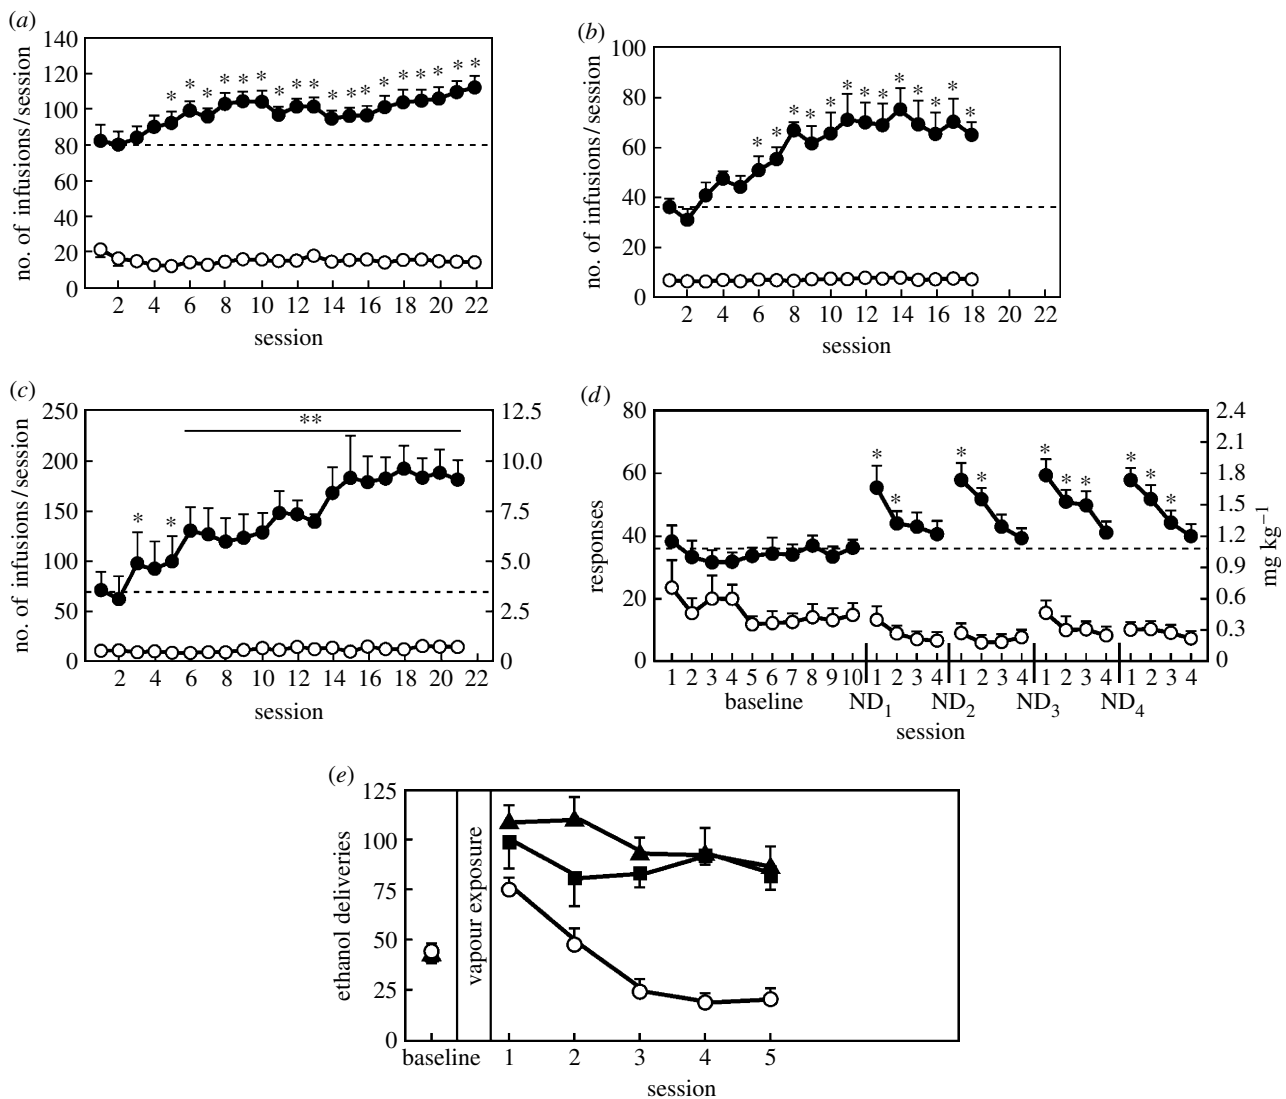 (a)
140
120
100
80
60
40
20
0
no. of infusions/session
* * * * * * * * * * * * * * * * * *
2 4 6 8 10 12 14 16 18 20 22
session
(b)
100
80
60
40
20
0
no. of infusions/session
* * * * * * * * * * * * *
2 4 6 8 10 12 14 16 18 20 22
session
(c)
250
200
150
100
50
0
no. of infusions/session
* * **
12.5
10.0
7.5
5.0
2.5
0
2 4 6 8 10 12 14 16 18 20 22
session
(d)
80
60
40
20
0
responses
* * * * * * * * * *
2.4
2.1
1.8
1.5
1.2
0.9
0.6
0.3
0
mg kg⁻¹
1 2 3 4 5 6 7 8 9 10 1 2 3 4 1 2 3 4 1 2 3 4 1 2 3 4
baseline ND₁ ND₂ ND₃ ND₄
session
(e)
125
100
75
50
25
0
ethanol deliveries
vapour exposure
baseline 1 2 3 4 5
session